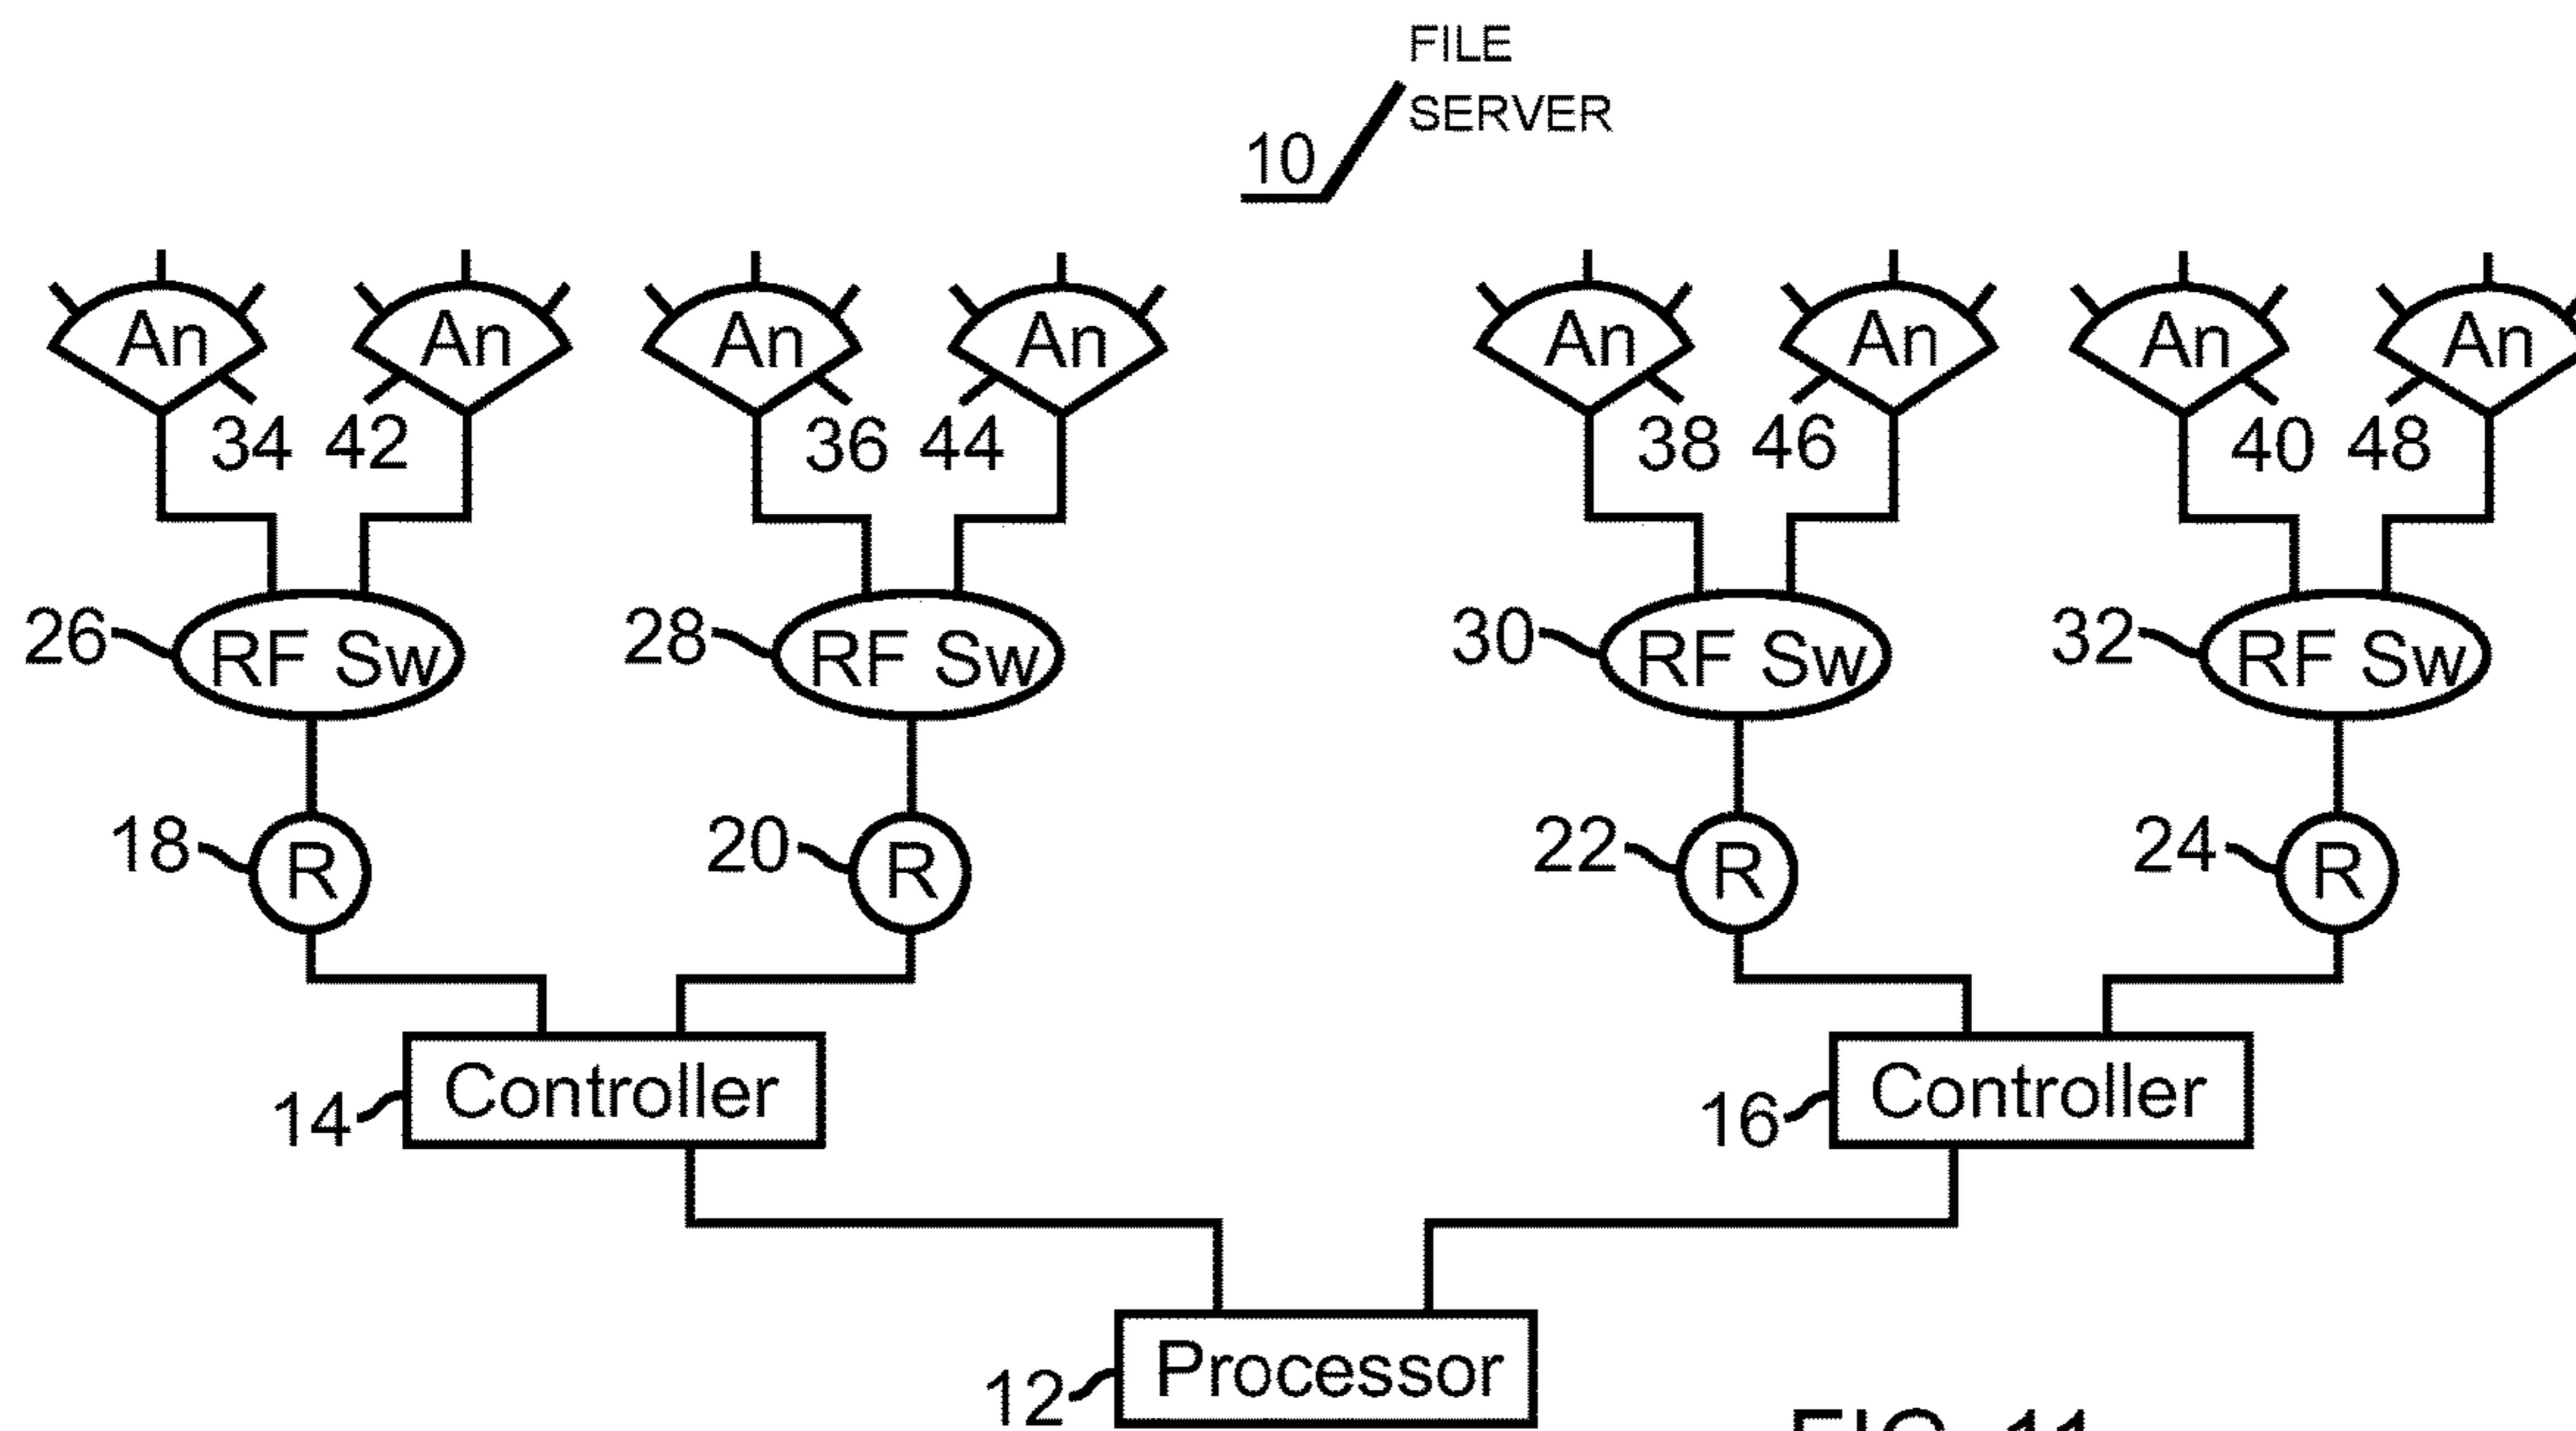 FILE
SERVER
10
An An An An An An An An
34 42 36 44 38 46 40 48
26 RF Sw 28 RF Sw 30 RF Sw 32 RF Sw
18 R 20 R 22 R 24 R
Controller Controller
14 16
Processor
12
FIG. 11